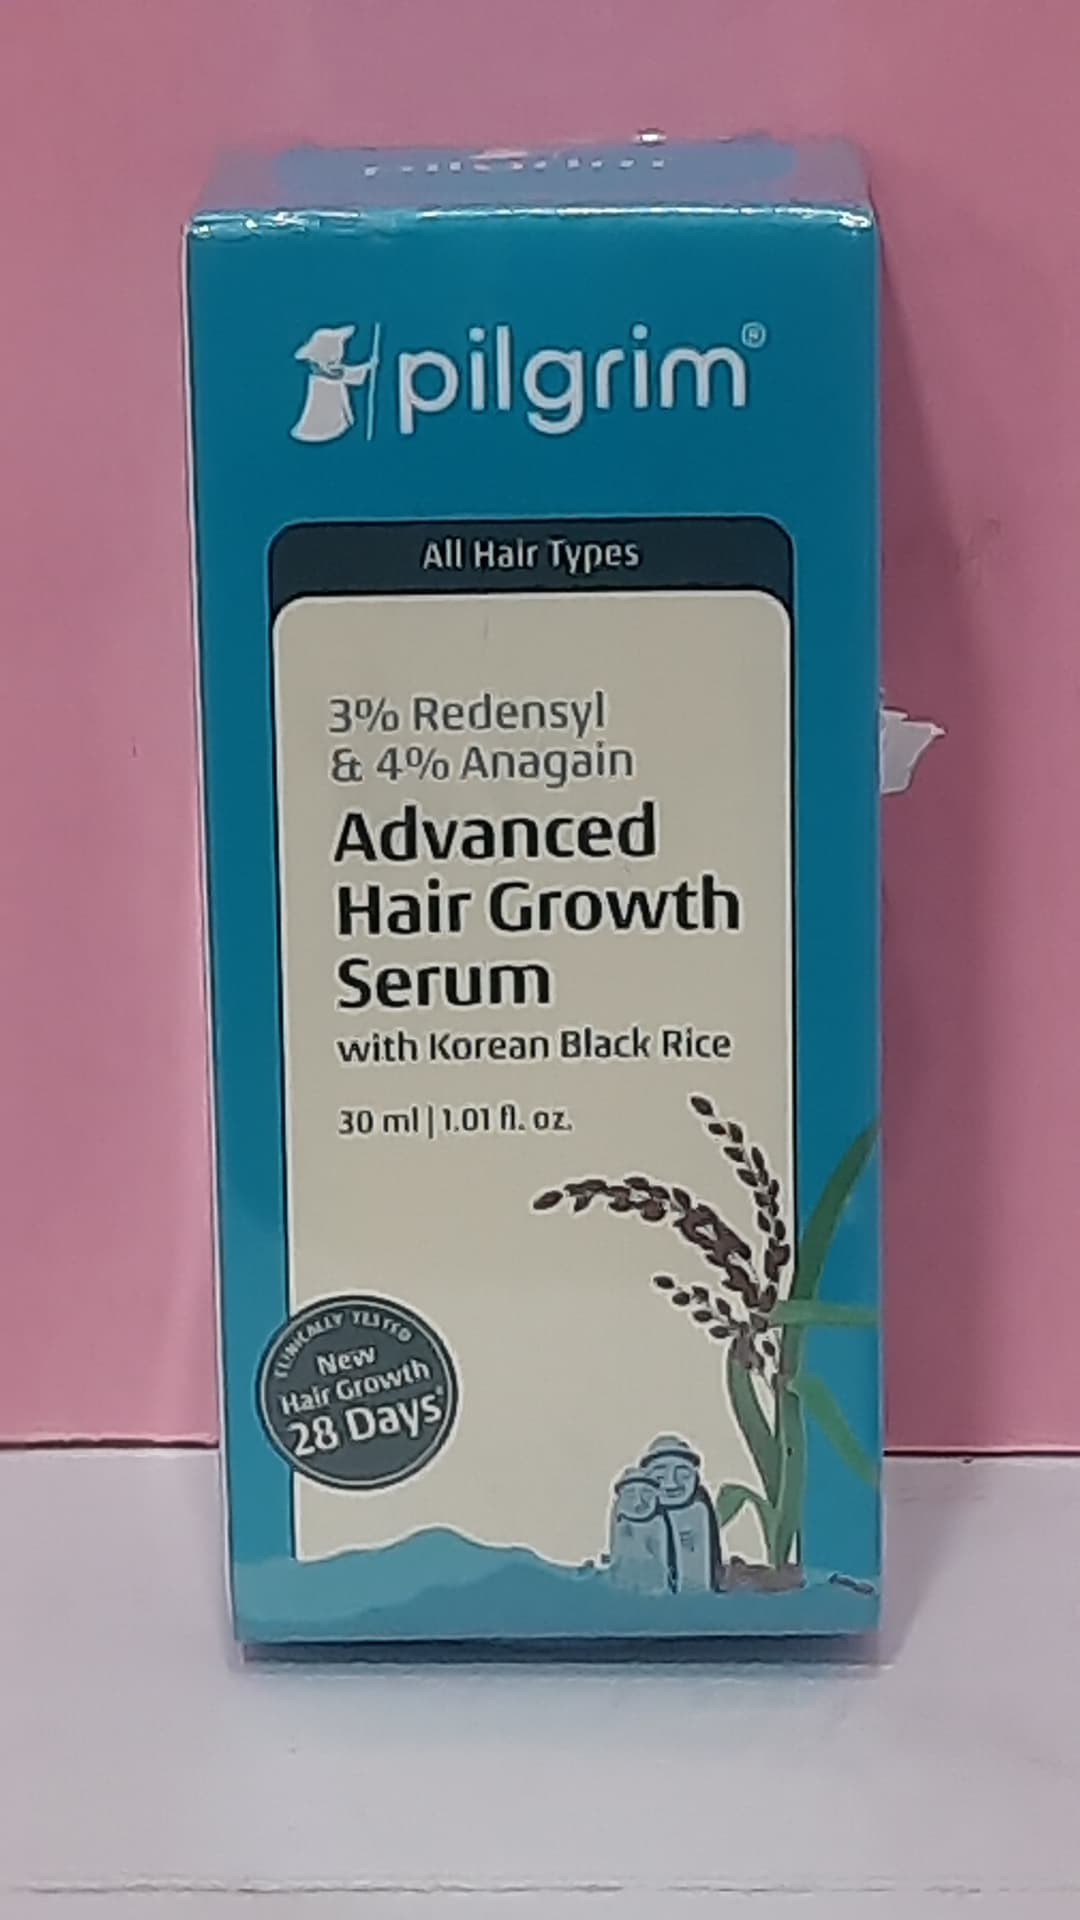 pilgrim®
All Hair Types
3% Redensyl
& 4% Anagain
Advanced
Hair Growth
Serum
with Korean Black Rice
30 ml | 1.01 fl. oz.
CLINICALLY TESTED
New
Hair Growth
28 Days*